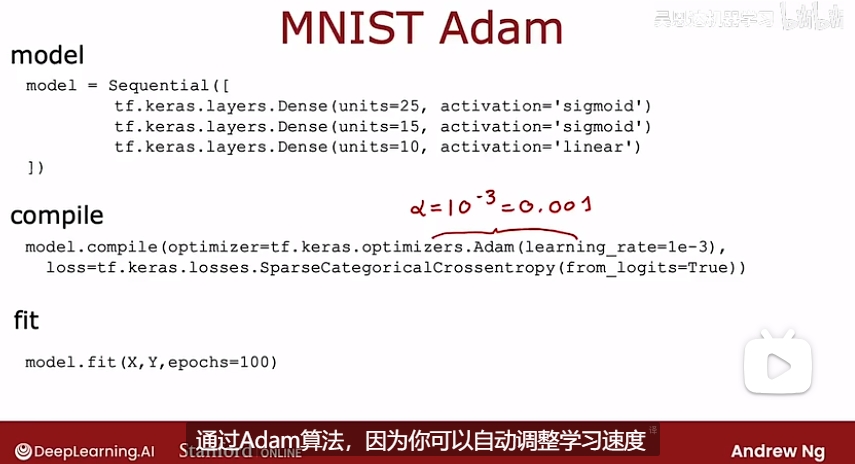 MNIST Adam
model
model = Sequential([
tf.keras.layers.Dense(units=25, activation='sigmoid')
tf.keras.layers.Dense(units=15, activation='sigmoid')
tf.keras.layers.Dense(units=10, activation='linear')
])
α=10⁻³=0.001
compile
model.compile(optimizer=tf.keras.optimizers.Adam(learning_rate=1e-3),
loss=tf.keras.losses.SparseCategoricalCrossentropy(from_logits=True))
fit
model.fit(X,Y,epochs=100)
通过Adam算法，因为你可以自动调整学习速度
DeepLearning.AI
Stanford ONLINE
Andrew Ng